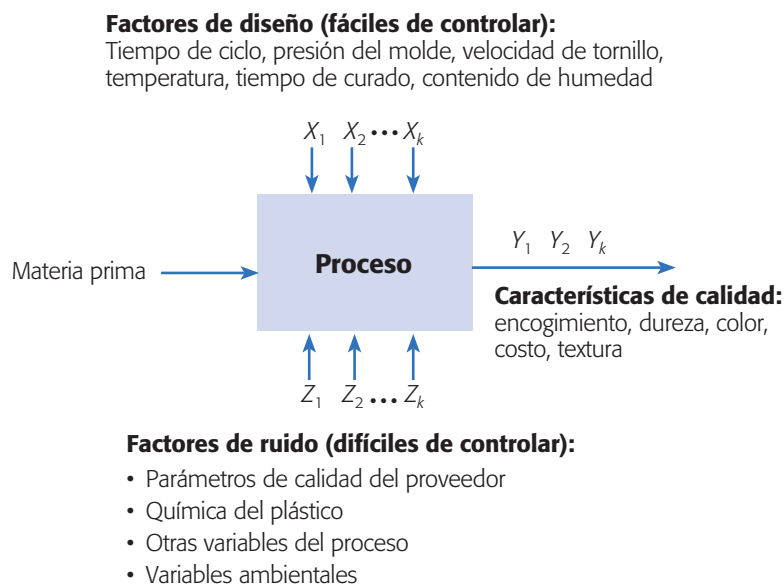 Factores de diseño (fáciles de controlar):
Tiempo de ciclo, presión del molde, velocidad de tornillo,
temperatura, tiempo de curado, contenido de humedad
X₁ X₂ ••• Xₖ
Materia prima
Proceso
Y₁ Y₂ Yₖ
Características de calidad:
encogimiento, dureza, color,
costo, textura
Z₁ Z₂ ••• Zₖ
Factores de ruido (difíciles de controlar):
• Parámetros de calidad del proveedor
• Química del plástico
• Otras variables del proceso
• Variables ambientales